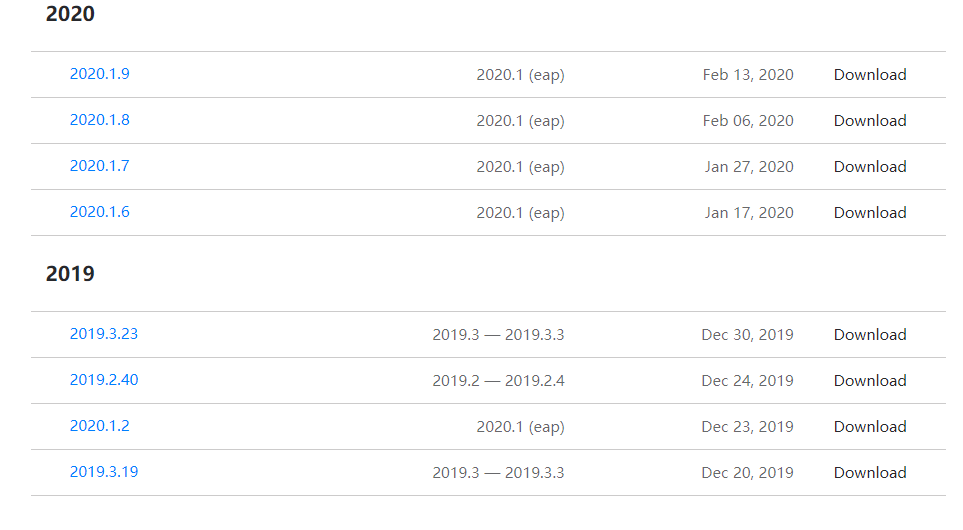 2020
2020.1.9 2020.1 (eap) Feb 13, 2020 Download
2020.1.8 2020.1 (eap) Feb 06, 2020 Download
2020.1.7 2020.1 (eap) Jan 27, 2020 Download
2020.1.6 2020.1 (eap) Jan 17, 2020 Download
2019
2019.3.23 2019.3 — 2019.3.3 Dec 30, 2019 Download
2019.2.40 2019.2 — 2019.2.4 Dec 24, 2019 Download
2020.1.2 2020.1 (eap) Dec 23, 2019 Download
2019.3.19 2019.3 — 2019.3.3 Dec 20, 2019 Download